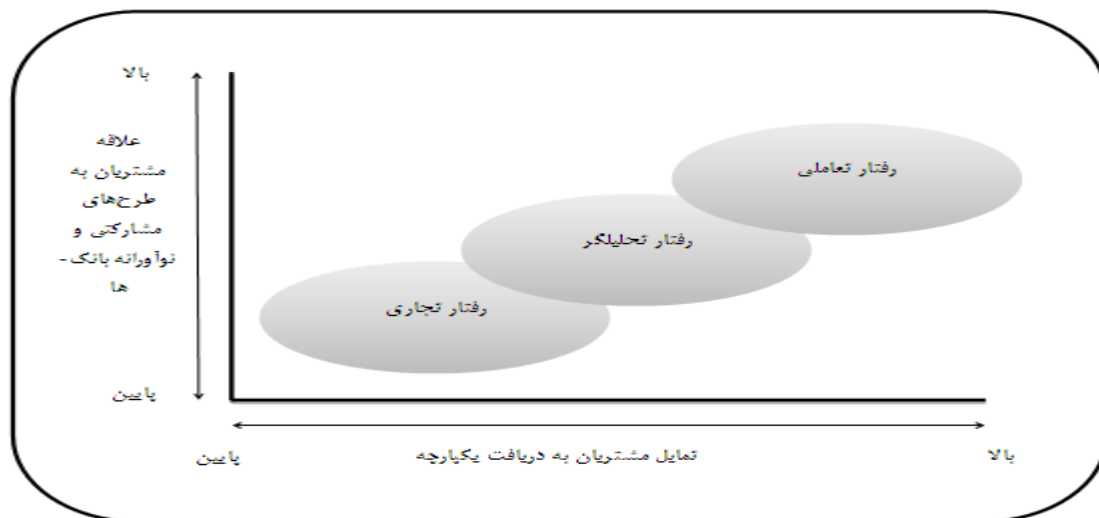 بالا
علاقه
مشتریان به
طرح‌های
مشارکتی و
نوآورانه بانک-
ها
پایین
رفتار تعاملی
رفتار تحلیلگر
رفتار تجاری
بالا
تمایل مشتریان به دریافت یکپارچه
پایین